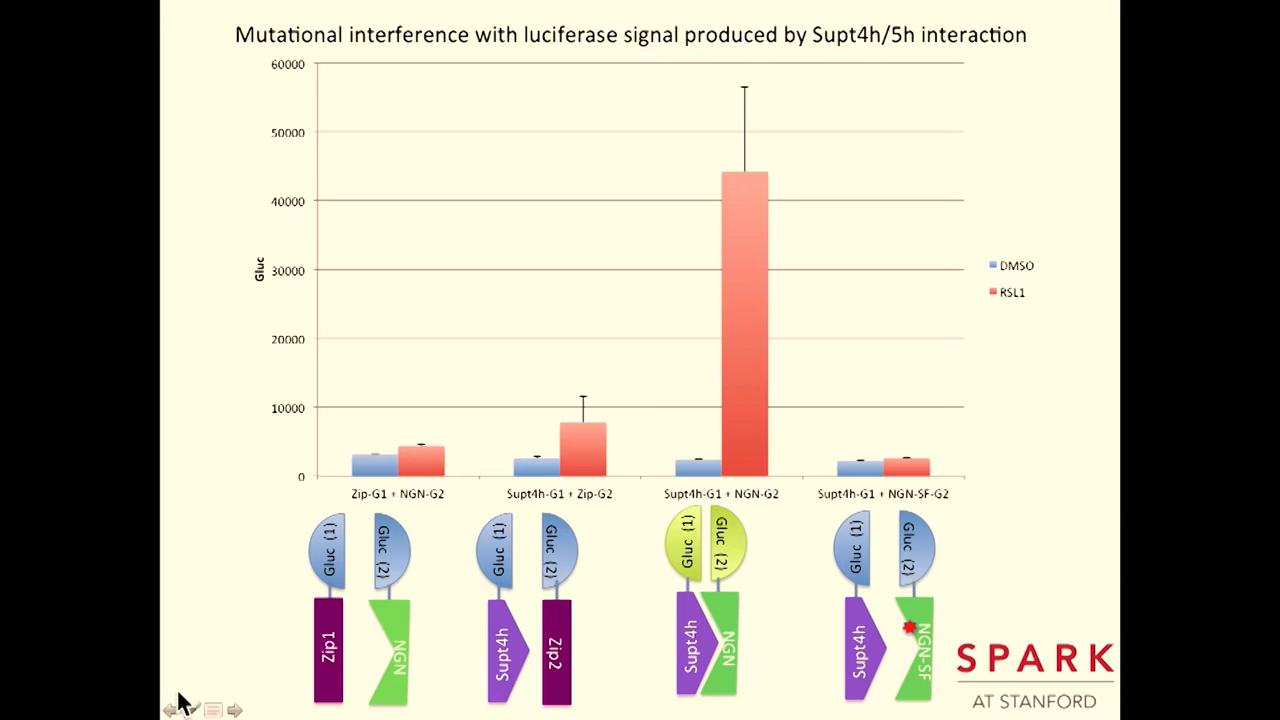 Mutational interference with luciferase signal produced by Supt4h/5h interaction
60000
50000
40000
30000
20000
10000
0
Gluc
DMSO
RSL1
Zip-G1 + NGN-G2
Supt4h-G1 + Zip-G2
Supt4h-G1 + NGN-G2
Supt4h-G1 + NGN-SF-G2
Gluc (1)
Gluc (2)
Gluc (1)
Gluc (2)
Gluc (1)
Gluc (2)
Gluc (1)
Gluc (2)
Zip1
NGN
Supt4h
Zip2
Supt4h
NGN
Supt4h
NGN-SF
SPARK
AT STANFORD